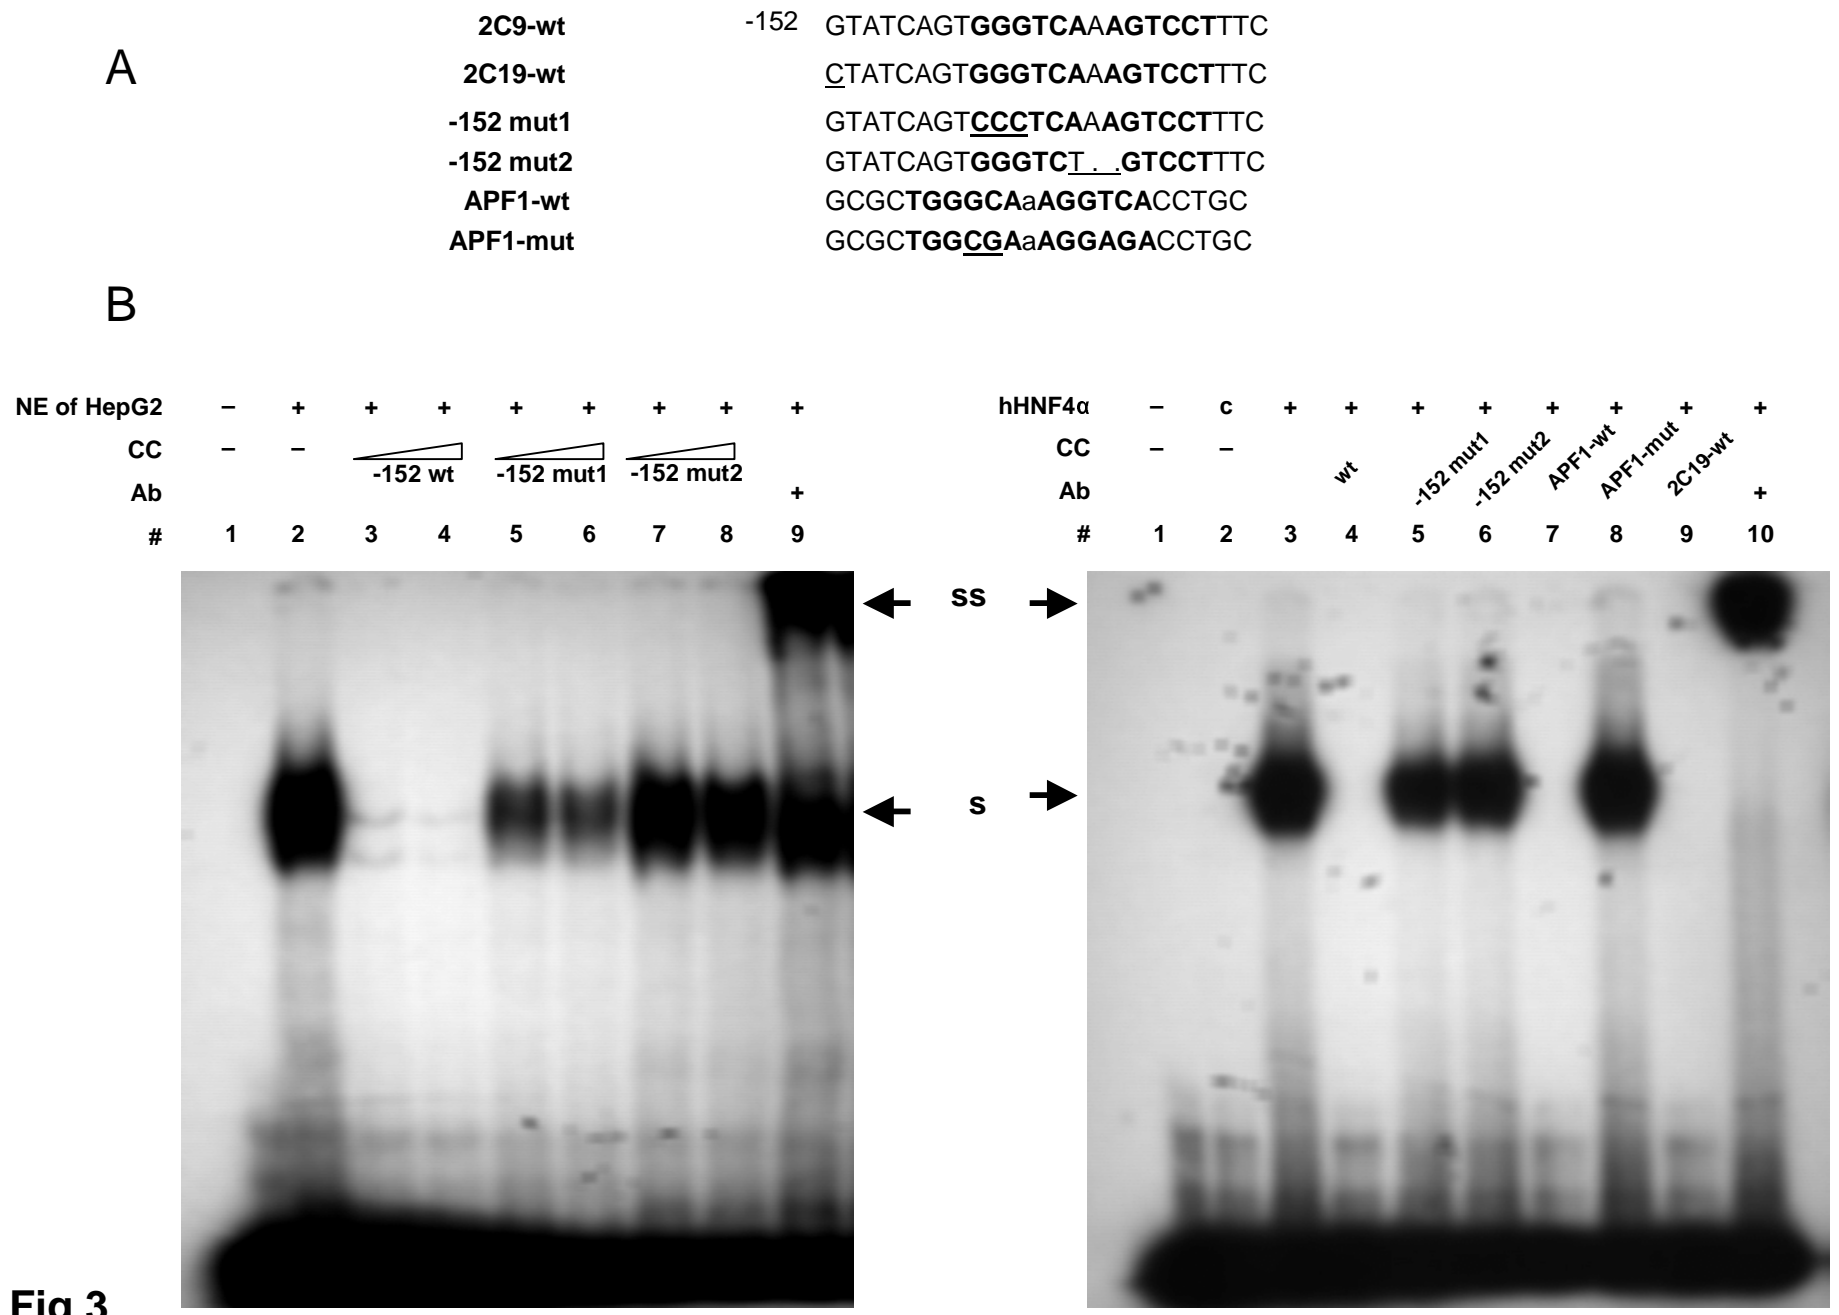 2C9-wt -152 GTATCAGTGGGTCAAAGTCCTTTC
A
2C19-wt CTATCAGTGGGTCAAAGTCCTTTC
-152 mut1 GTATCAGTCCCTCAAAGTCCTTTC
-152 mut2 GTATCAGTGGGTCT . .GTCCTTTC
APF1-wt GCGCTGGGCAaAGGTCACCTGC
APF1-mut GCGCTGGCGAaAGGAGACCTGC
B
NE of HepG2 – + + + + + + + +
CC – – -152 wt -152 mut1 -152 mut2
Ab +
# 1 2 3 4 5 6 7 8 9
hHNF4α – c + + + + + + + +
CC – – wt -152 mut1 -152 mut2 APF1-wt APF1-mut 2C19-wt
Ab +
# 1 2 3 4 5 6 7 8 9 10
ss
s
Fig 3